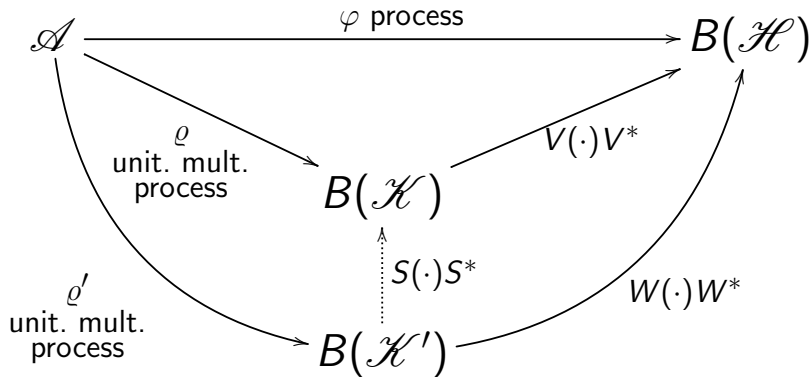 φ process
𝒜
B(ℋ)
ϱ
unit. mult.
process
V(·)V*
B(𝒦)
S(·)S*
ϱ′
unit. mult.
process
W(·)W*
B(𝒦′)